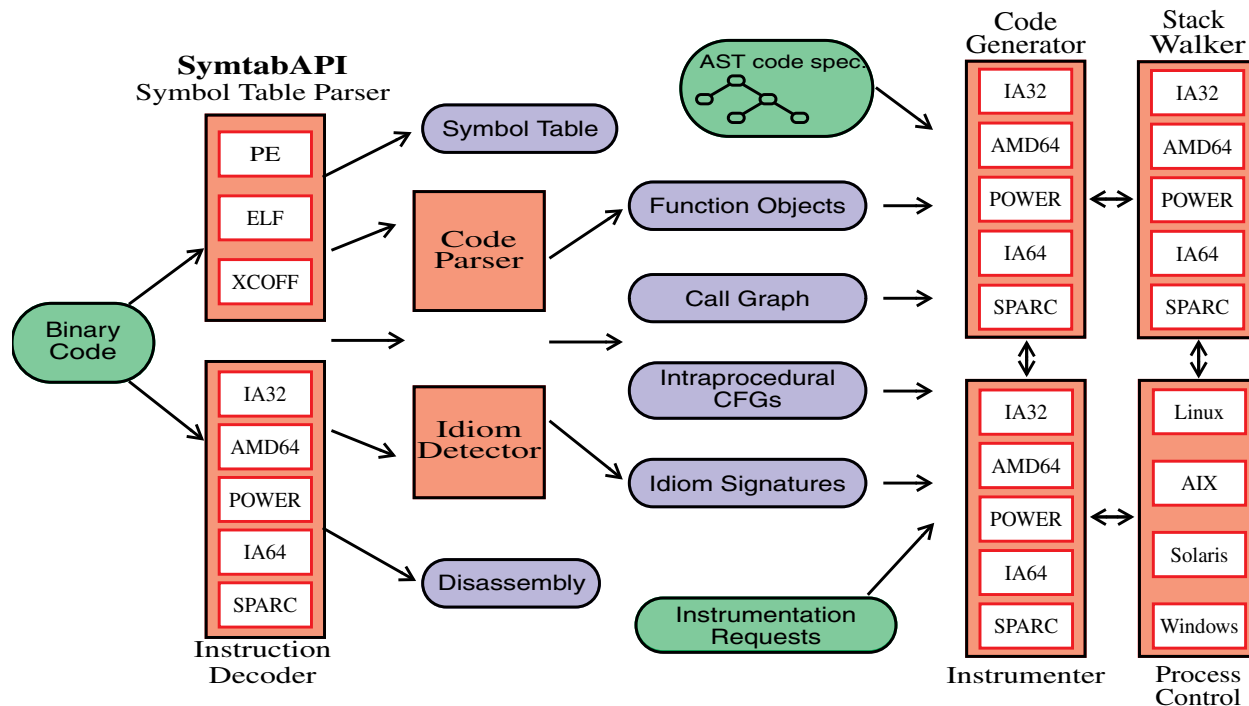 SymtabAPI
Symbol Table Parser
PE
ELF
XCOFF
Binary
Code
IA32
AMD64
POWER
IA64
SPARC
Instruction
Decoder
Symbol Table
Code
Parser
Idiom
Detector
Disassembly
AST code spec.
Function Objects
Call Graph
Intraprocedural
CFGs
Idiom Signatures
Instrumentation
Requests
Code
Generator
IA32
AMD64
POWER
IA64
SPARC
IA32
AMD64
POWER
IA64
SPARC
Instrumenter
Stack
Walker
IA32
AMD64
POWER
IA64
SPARC
Linux
AIX
Solaris
Windows
Process
Control